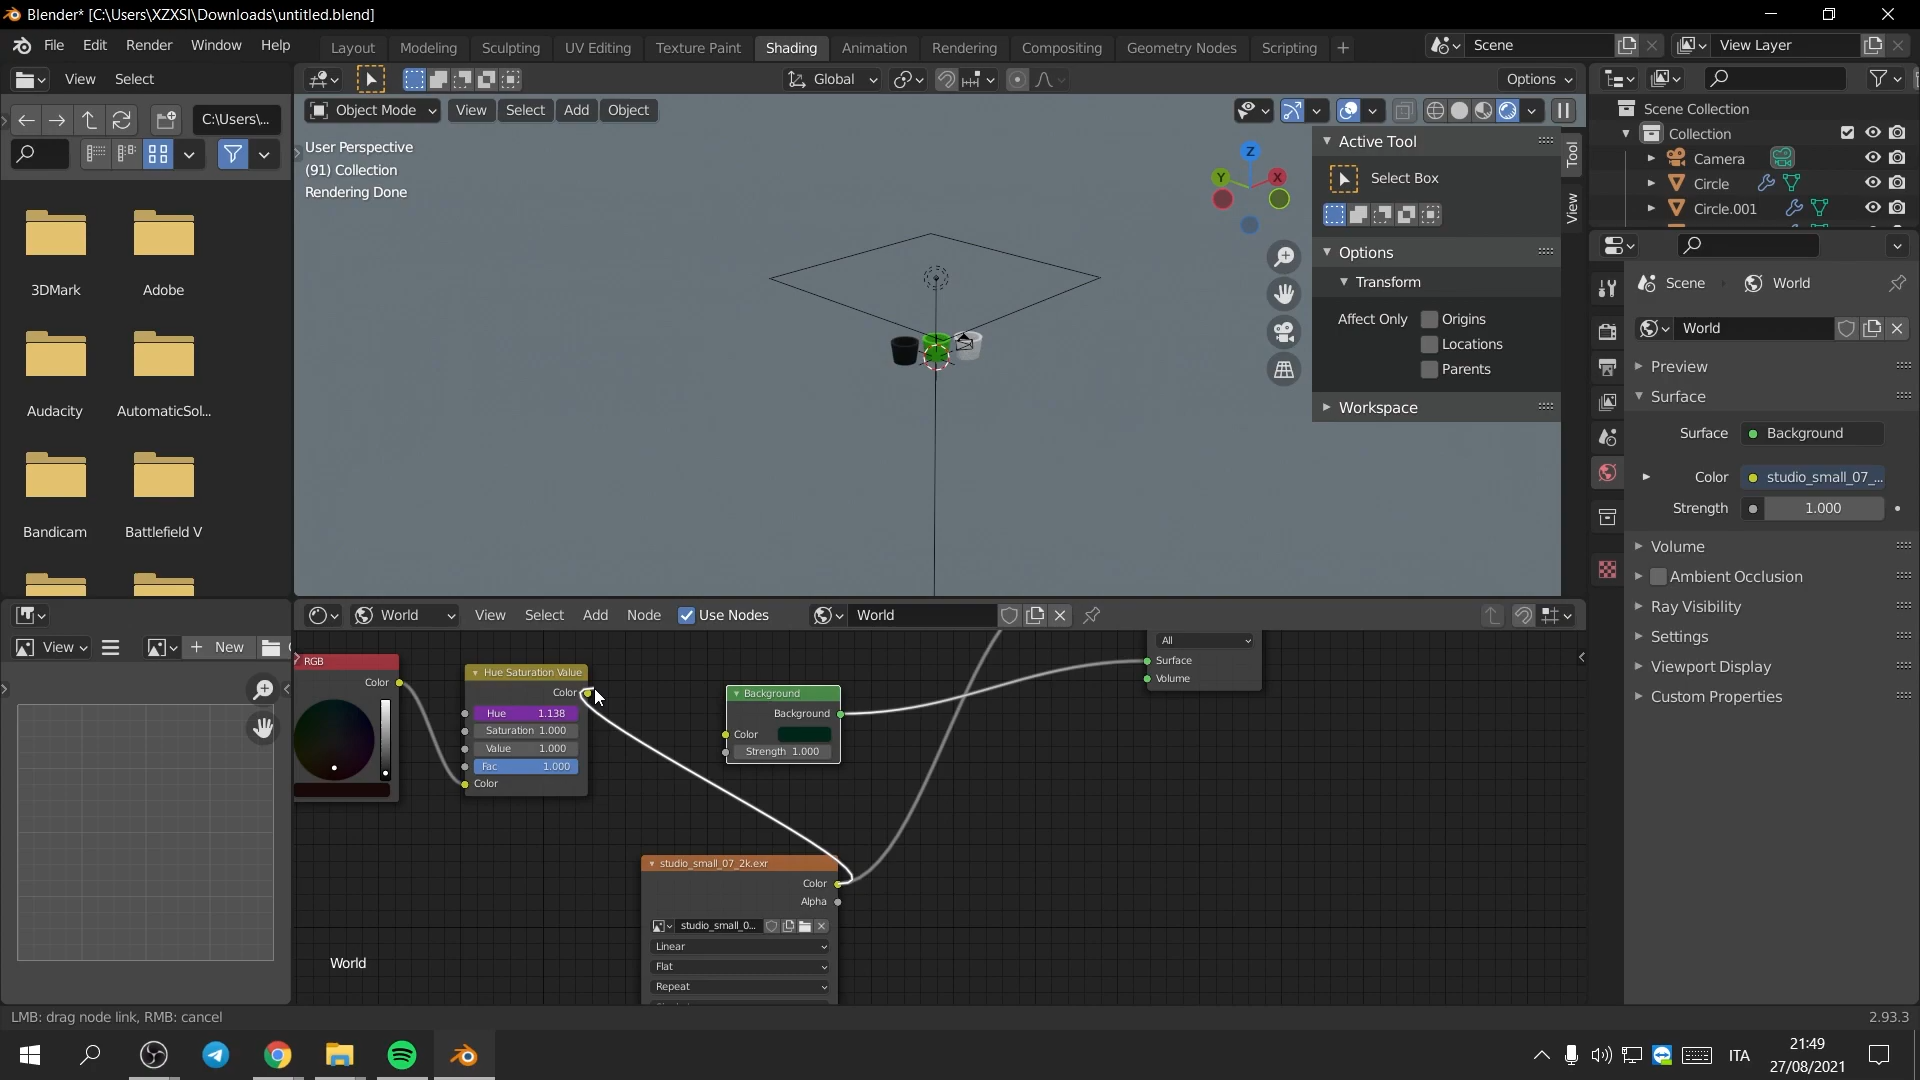 Blender* [C:\Users\XZXSI\Downloads\untitled.blend]
File Edit Render Window Help
Layout Modeling Sculpting UV Editing Texture Paint Shading Animation Rendering Compositing Geometry Nodes Scripting
Scene
View Layer
View Select
Global
Options
C:\Users\...
Object Mode View Select Add Object
User Perspective
(91) Collection
Rendering Done
Z
Y
X
Active Tool
Select Box
Options
Transform
Affect Only Origins
Locations
Parents
Workspace
Tool
View
Scene Collection
Collection
Camera
Circle
Circle.001
Scene World
World
Preview
Surface
Surface Background
Color studio_small_07_...
Strength 1.000
Volume
Ambient Occlusion
Ray Visibility
Settings
Viewport Display
Custom Properties
3DMark
Adobe
Audacity
AutomaticSol...
Bandicam
Battlefield V
View
New
World View Select Add Node Use Nodes World
RGB
Color
Hue Saturation Value
Color
Hue 1.138
Saturation 1.000
Value 1.000
Fac 1.000
Color
Background
Background
Color
Strength 1.000
All
Surface
Volume
studio_small_07_2k.exr
Color
Alpha
studio_small_0...
Linear
Flat
Repeat
World
LMB: drag node link, RMB: cancel
2.93.3
ITA
21:49
27/08/2021